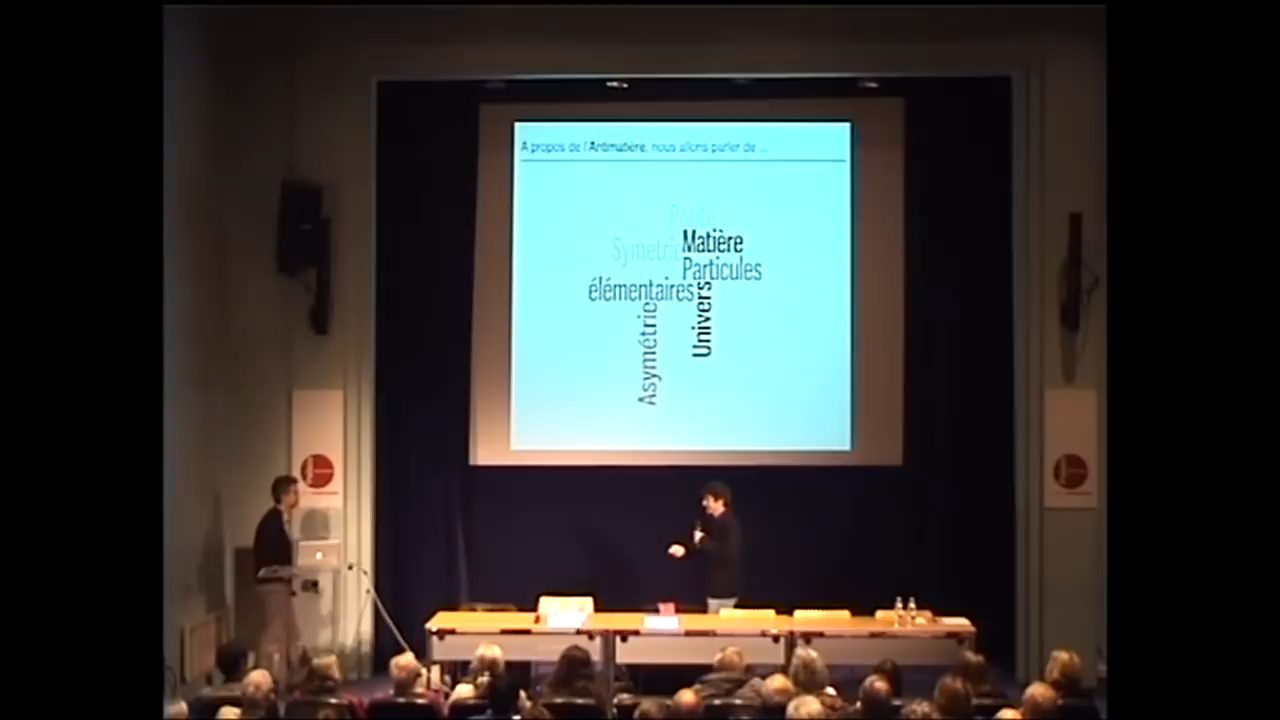 A propos de l'Antimatière, nous allons parler de ...
Parité
Symétrie
Matière
Particules
élémentaires
Univers
Asymétrie